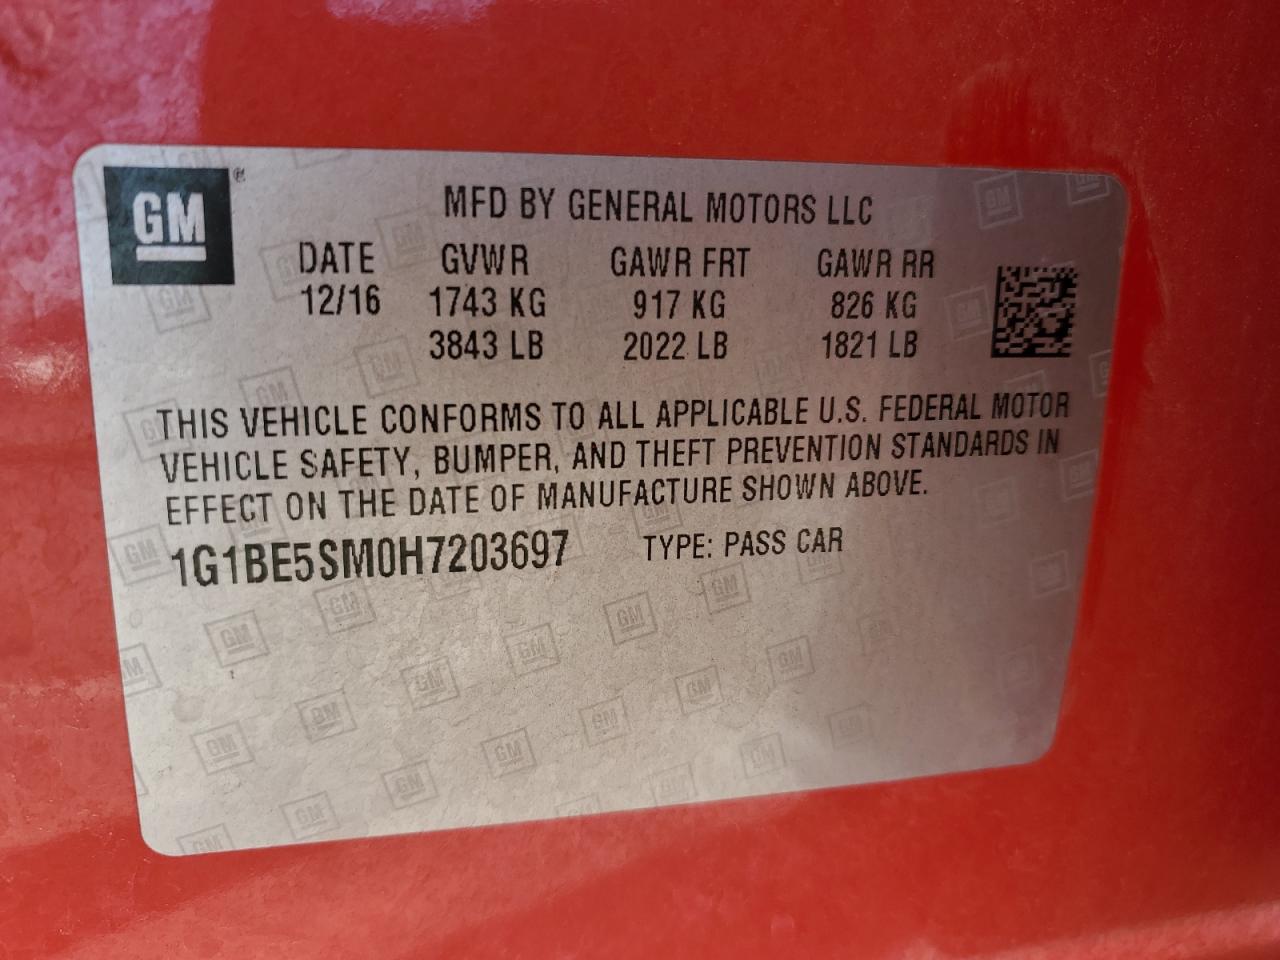 GM®
MFD BY GENERAL MOTORS LLC
DATE GVWR GAWR FRT GAWR RR
12/16 1743 KG 917 KG 826 KG
3843 LB 2022 LB 1821 LB
THIS VEHICLE CONFORMS TO ALL APPLICABLE U.S. FEDERAL MOTOR
VEHICLE SAFETY, BUMPER, AND THEFT PREVENTION STANDARDS IN
EFFECT ON THE DATE OF MANUFACTURE SHOWN ABOVE.
1G1BE5SM0H7203697 TYPE: PASS CAR